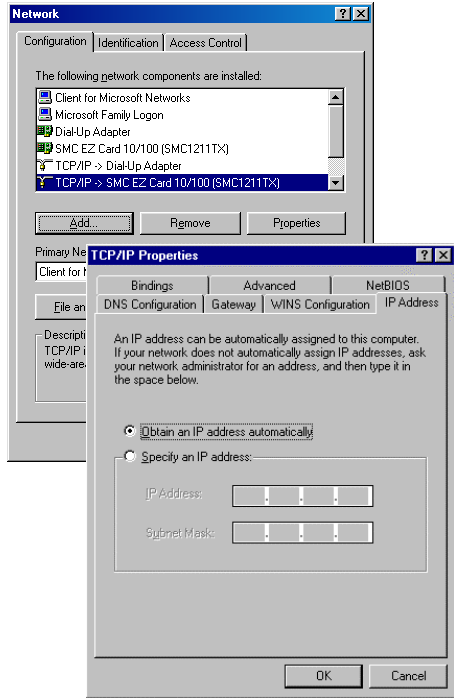 Network
Configuration Identification Access Control
The following network components are installed:
Client for Microsoft Networks
Microsoft Family Logon
Dial-Up Adapter
SMC EZ Card 10/100 (SMC1211TX)
TCP/IP -> Dial-Up Adapter
TCP/IP -> SMC EZ Card 10/100 (SMC1211TX)
Add... Remove Properties
Primary Ne
Client for
File an
Descripti
TCP/IP i
wide-area
TCP/IP Properties
Bindings Advanced NetBIOS
DNS Configuration Gateway WINS Configuration IP Address
An IP address can be automatically assigned to this computer.
If your network does not automatically assign IP addresses, ask
your network administrator for an address, and then type it in
the space below.
Obtain an IP address automatically
Specify an IP address:
IP Address:
Subnet Mask:
OK Cancel